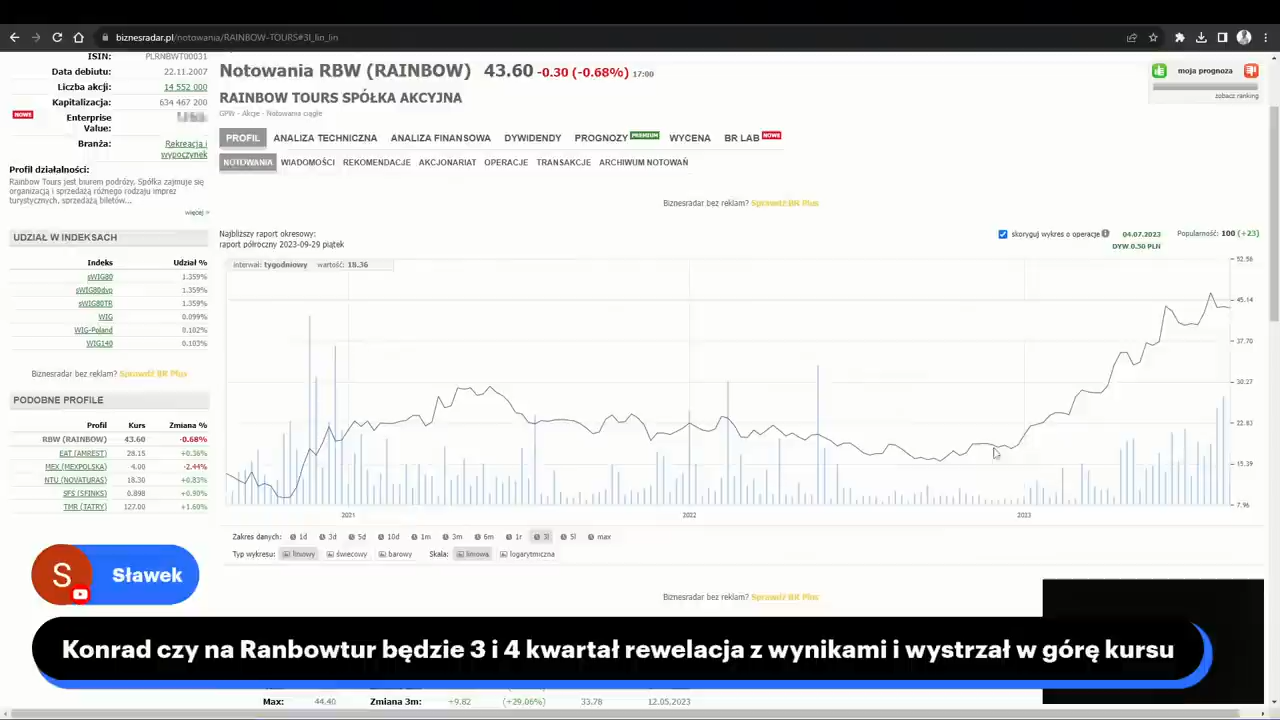 biznesradar.pl/notowania/RAINBOW-TOURS#3l_lin_lin
ISIN: PLRNBWT00031
Data debiutu: 22.11.2007
Liczba akcji: 14 552 000
Kapitalizacja: 634 467 200
NOWE
Enterprise Value:
Branża: Rekreacja i wypoczynek
Profil działalności:
Rainbow Tours jest biurem podróży. Spółka zajmuje się
organizacją i sprzedażą różnego rodzaju imprez
turystycznych, sprzedażą biletów...
więcej »
UDZIAŁ W INDEKSACH
Indeks Udział %
sWIG80 1.359%
sWIG80dvp 1.359%
sWIG80TR 1.359%
WIG 0.099%
WIG-Poland 0.102%
WIG140 0.103%
Biznesradar bez reklam? Sprawdź BR Plus
PODOBNE PROFILE
Profil Kurs Zmiana %
RBW (RAINBOW) 43.60 -0.68%
EAT (AMREST) 28.15 +0.36%
MEX (MEXPOLSKA) 4.00 -2.44%
NTU (NOVATURAS) 18.30 +0.83%
SFS (SFINKS) 0.898 +0.90%
TMR (TATRY) 127.00 +1.60%
Notowania RBW (RAINBOW) 43.60 -0.30 (-0.68%) 17:00
RAINBOW TOURS SPÓŁKA AKCYJNA
GPW - Akcje - Notowania ciągłe
moja prognoza
zobacz ranking
PROFIL ANALIZA TECHNICZNA ANALIZA FINANSOWA DYWIDENDY PROGNOZY PREMIUM WYCENA BR LAB NOWE
NOTOWANIA WIADOMOŚCI REKOMENDACJE AKCJONARIAT OPERACJE TRANSAKCJE ARCHIWUM NOTOWAŃ
Biznesradar bez reklam? Sprawdź BR Plus
Najbliższy raport okresowy:
raport półroczny 2023-09-29 piątek
skoryguj wykres o operacje 04.07.2023 Popularność: 100 (+23)
DYW 0.50 PLN
interwał: tygodniowy wartość: 18.36
52.56
45.14
37.70
30.27
22.83
15.39
7.96
2021 2022 2023
Zakres danych: 1d 3d 5d 10d 1m 3m 6m 1r 3l 5l max
Typ wykresu: liniowy świecowy barowy Skala: liniowa logarytmiczna
Biznesradar bez reklam? Sprawdź BR Plus
S
Sławek
Konrad czy na Ranbowtur będzie 3 i 4 kwartał rewelacja z wynikami i wystrzał w górę kursu
Max: 44.40 Zmiana 3m: +9.82 (+29.06%) 33.78 12.05.2023